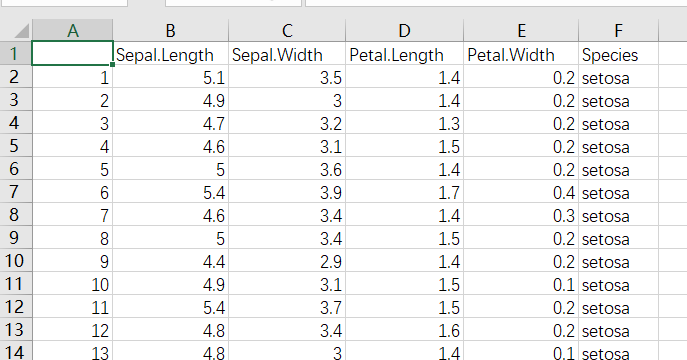 A B C D E F
1 Sepal.Length Sepal.Width Petal.Length Petal.Width Species
2 1 5.1 3.5 1.4 0.2 setosa
3 2 4.9 3 1.4 0.2 setosa
4 3 4.7 3.2 1.3 0.2 setosa
5 4 4.6 3.1 1.5 0.2 setosa
6 5 5 3.6 1.4 0.2 setosa
7 6 5.4 3.9 1.7 0.4 setosa
8 7 4.6 3.4 1.4 0.3 setosa
9 8 5 3.4 1.5 0.2 setosa
10 9 4.4 2.9 1.4 0.2 setosa
11 10 4.9 3.1 1.5 0.1 setosa
12 11 5.4 3.7 1.5 0.2 setosa
13 12 4.8 3.4 1.6 0.2 setosa
14 13 4.8 3 1.4 0.1 setosa